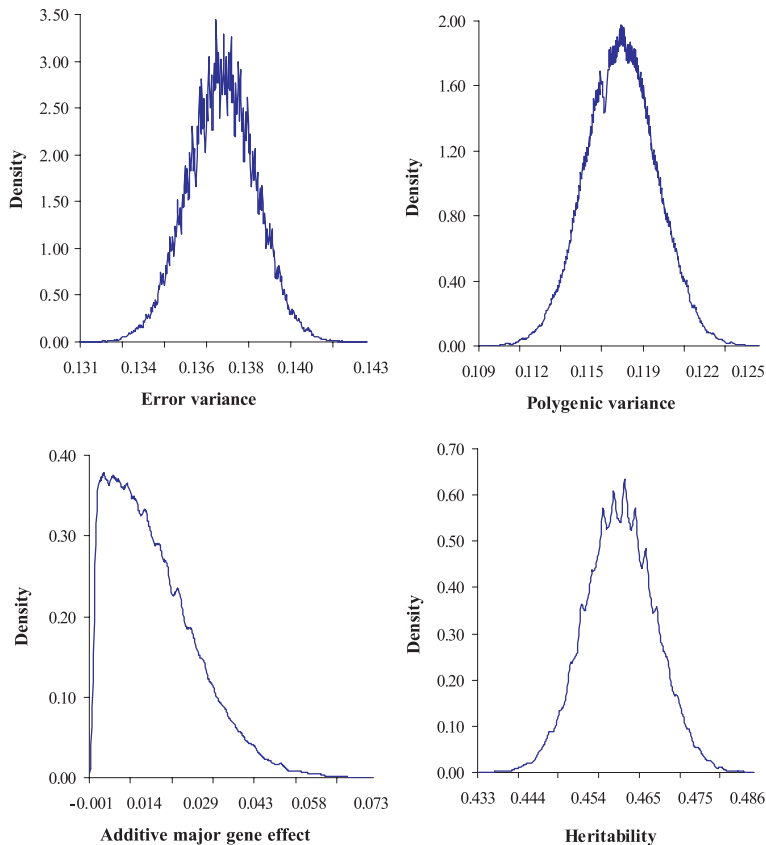 3.50
3.00
2.50
2.00
1.50
1.00
0.50
0.00
Density
0.131 0.134 0.136 0.138 0.140 0.143
Error variance
2.00
1.60
1.20
0.80
0.40
0.00
Density
0.109 0.112 0.115 0.119 0.122 0.125
Polygenic variance
0.40
0.30
0.20
0.10
0.00
Density
-0.001 0.014 0.029 0.043 0.058 0.073
Additive major gene effect
0.70
0.60
0.50
0.40
0.30
0.20
0.10
0.00
Density
0.433 0.444 0.454 0.465 0.475 0.486
Heritability